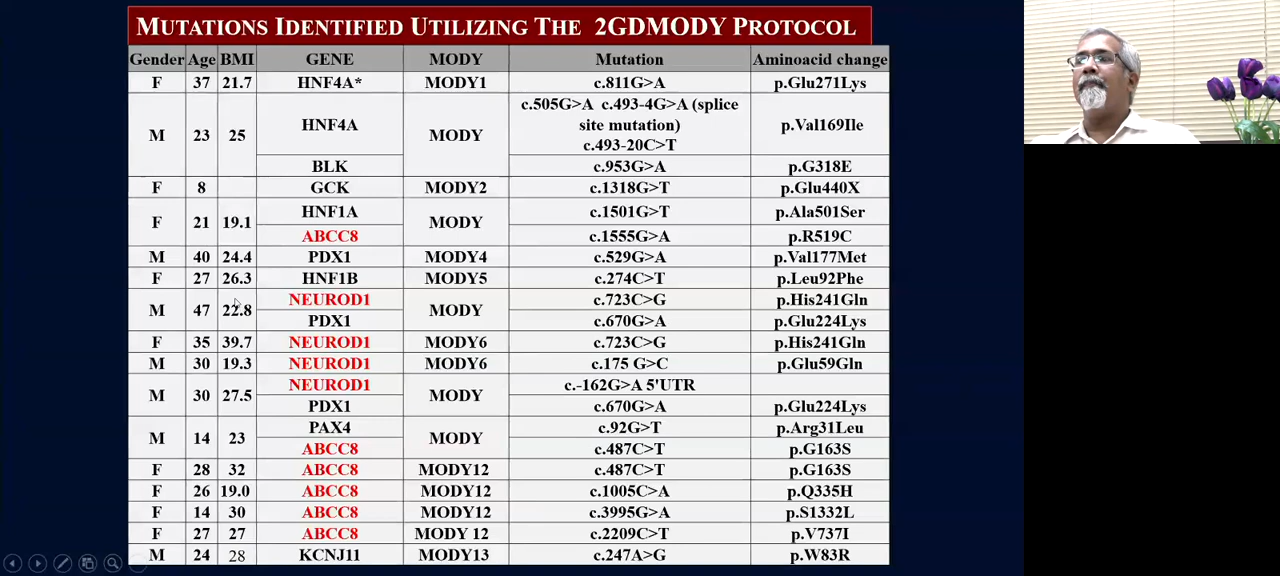 MUTATIONS IDENTIFIED UTILIZING THE 2GDMODY PROTOCOL
Gender Age BMI GENE MODY Mutation Aminoacid change
F 37 21.7 HNF4A* MODY1 c.811G>A p.Glu271Lys
M 23 25 HNF4A MODY c.505G>A c.493-4G>A (splice
site mutation)
c.493-20C>T p.Val169Ile
BLK c.953G>A p.G318E
F 8 GCK MODY2 c.1318G>T p.Glu440X
F 21 19.1 HNF1A MODY c.1501G>T p.Ala501Ser
ABCC8 c.1555G>A p.R519C
M 40 24.4 PDX1 MODY4 c.529G>A p.Val177Met
F 27 26.3 HNF1B MODY5 c.274C>T p.Leu92Phe
M 47 22.8 NEUROD1 MODY c.723C>G p.His241Gln
PDX1 c.670G>A p.Glu224Lys
F 35 39.7 NEUROD1 MODY6 c.723C>G p.His241Gln
M 30 19.3 NEUROD1 MODY6 c.175 G>C p.Glu59Gln
M 30 27.5 NEUROD1 MODY c.-162G>A 5'UTR
PDX1 c.670G>A p.Glu224Lys
M 14 23 PAX4 MODY c.92G>T p.Arg31Leu
ABCC8 c.487C>T p.G163S
F 28 32 ABCC8 MODY12 c.487C>T p.G163S
F 26 19.0 ABCC8 MODY12 c.1005C>A p.Q335H
F 14 30 ABCC8 MODY12 c.3995G>A p.S1332L
F 27 27 ABCC8 MODY 12 c.2209C>T p.V737I
M 24 28 KCNJ11 MODY13 c.247A>G p.W83R